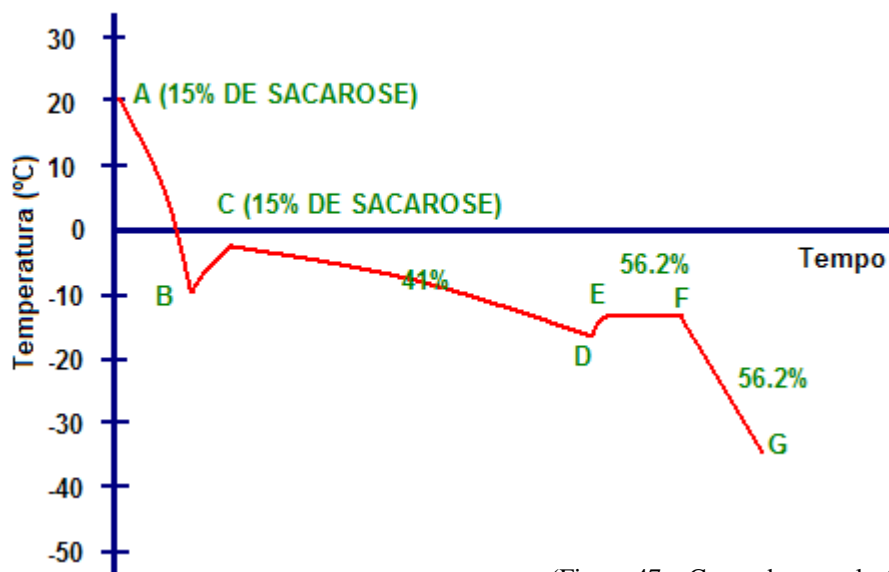 30
A (15% DE SACAROSE)
20
10
C (15% DE SACAROSE)
0
Temperatura (ºC)
Tempo
56.2%
41%
-10
B
E
F
-20
D
56.2%
-30
G
-40
-50